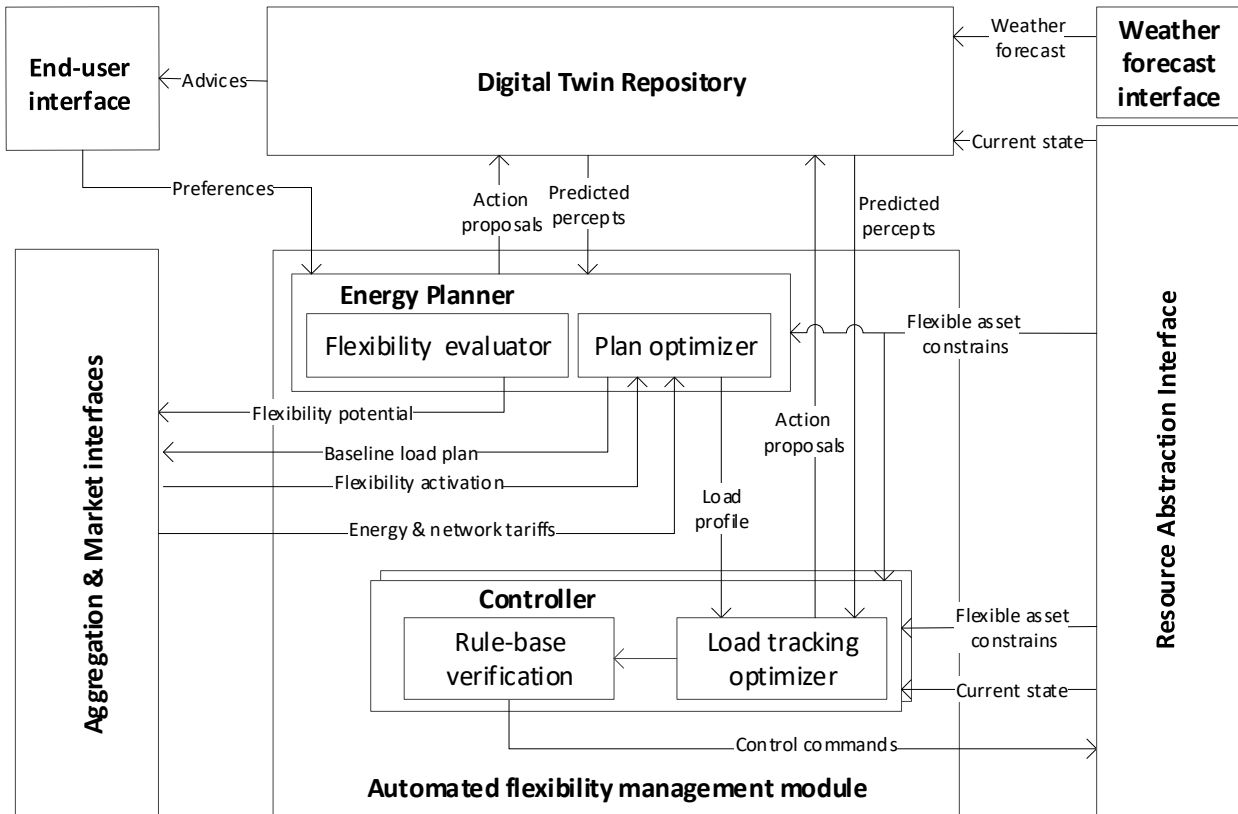 End-user
interface
Advices
Digital Twin Repository
Weather
forecast
Weather
forecast
interface
Current state
Preferences
Action
proposals
Predicted
percepts
Predicted
percepts
Energy Planner
Flexibility evaluator
Plan optimizer
Flexible asset
constrains
Flexibility potential
Baseline load plan
Flexibility activation
Energy & network tariffs
Action
proposals
Load
profile
Aggregation & Market interfaces
Resource Abstraction Interface
Controller
Rule-base
verification
Load tracking
optimizer
Flexible asset
constrains
Current state
Control commands
Automated flexibility management module